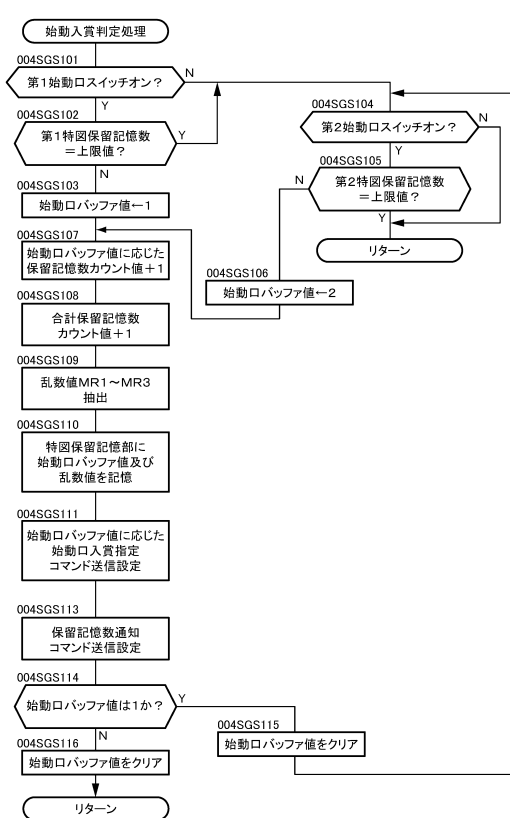 始動入賞判定処理
004SGS101
第1始動口スイッチオン？
N
Y
004SGS102
第1特図保留記憶数
＝上限値？
Y
N
004SGS103
始動口バッファ値←1
004SGS104
第2始動口スイッチオン？
N
Y
004SGS105
第2特図保留記憶数
＝上限値？
N
Y
リターン
004SGS106
始動口バッファ値←2
004SGS107
始動口バッファ値に応じた
保留記憶数カウント値＋1
004SGS108
合計保留記憶数
カウント値＋1
004SGS109
乱数値MR1～MR3
抽出
004SGS110
特図保留記憶部に
始動口バッファ値及び
乱数値を記憶
004SGS111
始動口バッファ値に応じた
始動口入賞指定
コマンド送信設定
004SGS113
保留記憶数通知
コマンド送信設定
004SGS114
始動口バッファ値は1か？
Y
N
004SGS115
始動口バッファ値をクリア
004SGS116
始動口バッファ値をクリア
リターン